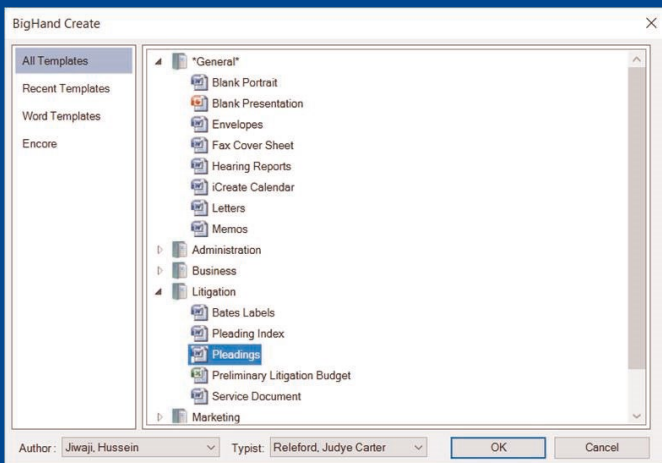 BigHand Create
All Templates
Recent Templates
Word Templates
Encore
*General*
Blank Portrait
Blank Presentation
Envelopes
Fax Cover Sheet
Hearing Reports
iCreate Calendar
Letters
Memos
Administration
Business
Litigation
Bates Labels
Pleading Index
Pleadings
Preliminary Litigation Budget
Service Document
Marketing
Author: Jiwaji, Hussein Typist: Releford, Judye Carter OK Cancel